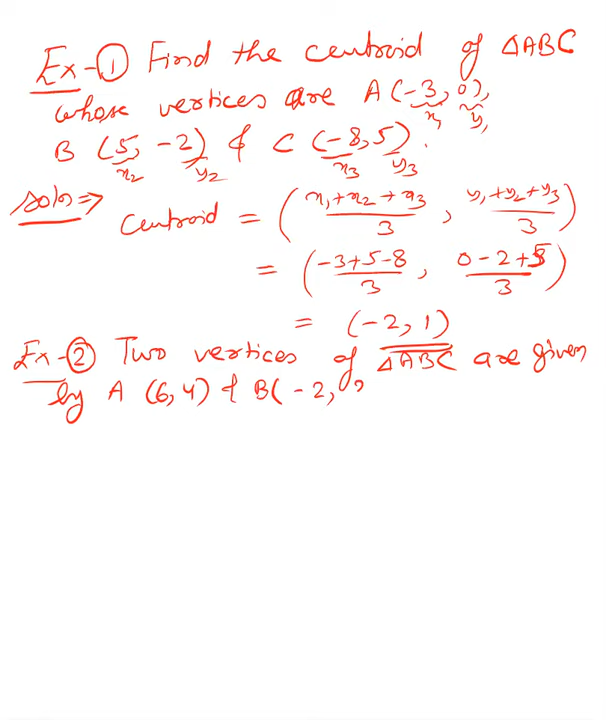 Ex-① Find the centroid of △ABC
whose vertices are A (-3, 0),
x₁ y₁
B (5, -2) & C (-8, 5).
x₂ y₂ x₃ y₃
Soln ⇒
Centroid = ( (x₁+x₂+x₃)/3 , (y₁+y₂+y₃)/3 )
= ( (-3+5-8)/3 , (0-2+5)/3 )
= (-2, 1)
Ex-② Two vertices of △ABC are given
by A (6, 4) & B(-2,